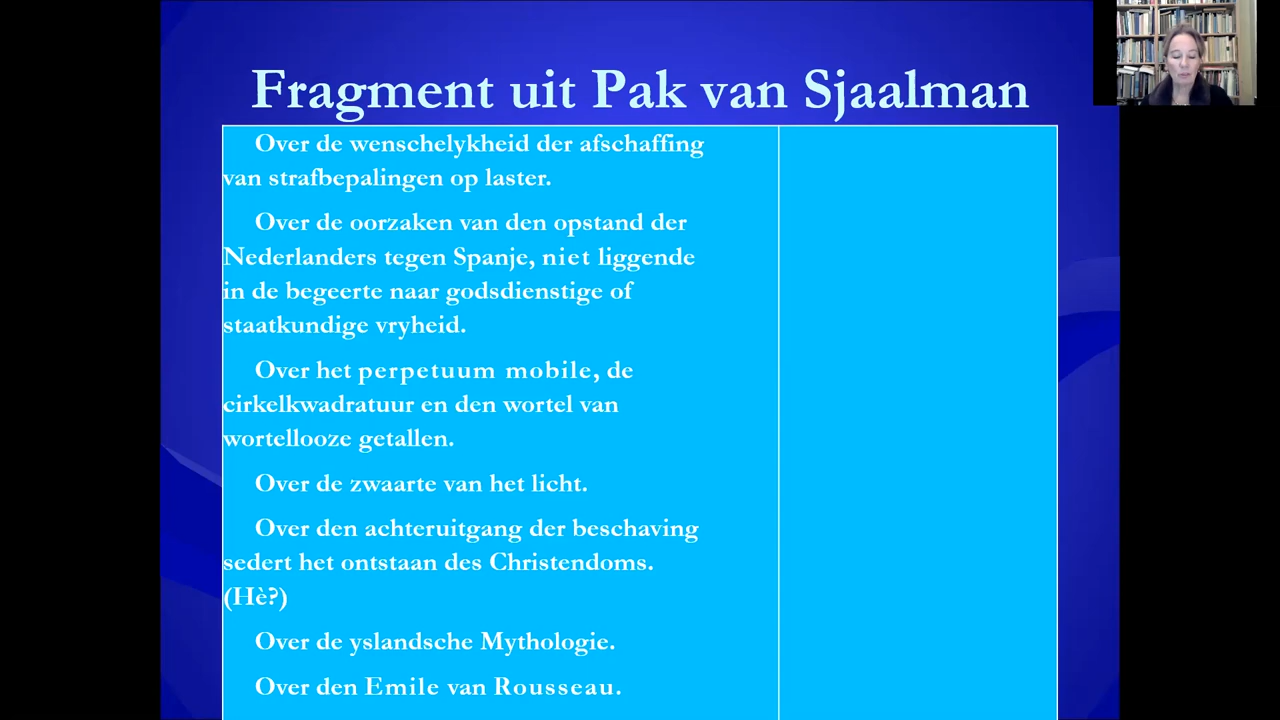 Fragment uit Pak van Sjaalman
Over de wenschelykheid der afschaffing
van strafbepalingen op laster.
Over de oorzaken van den opstand der
Nederlanders tegen Spanje, niet liggende
in de begeerte naar godsdienstige of
staatkundige vryheid.
Over het perpetuum mobile, de
cirkelkwadratuur en den wortel van
wortellooze getallen.
Over de zwaarte van het licht.
Over den achteruitgang der beschaving
sedert het ontstaan des Christendoms.
(Hè?)
Over de yslandsche Mythologie.
Over den Emile van Rousseau.